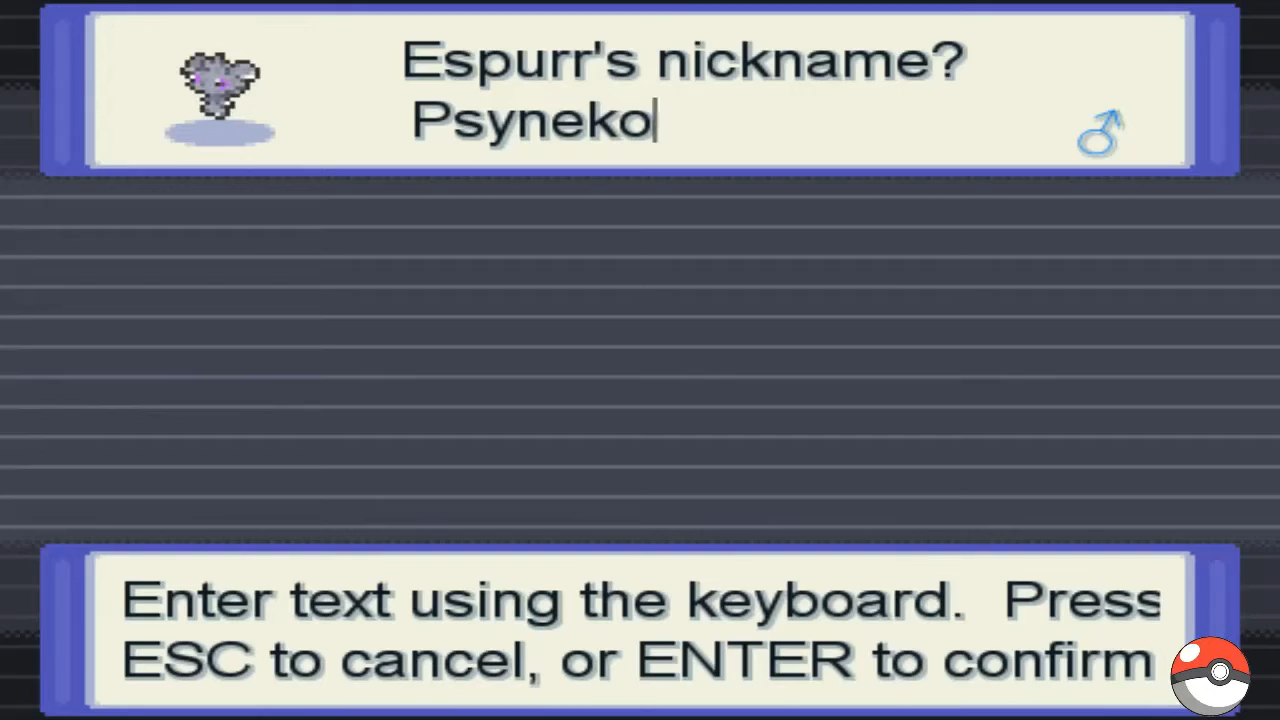 Espurr's nickname?
Psyneko
Enter text using the keyboard. Press
ESC to cancel, or ENTER to confirm